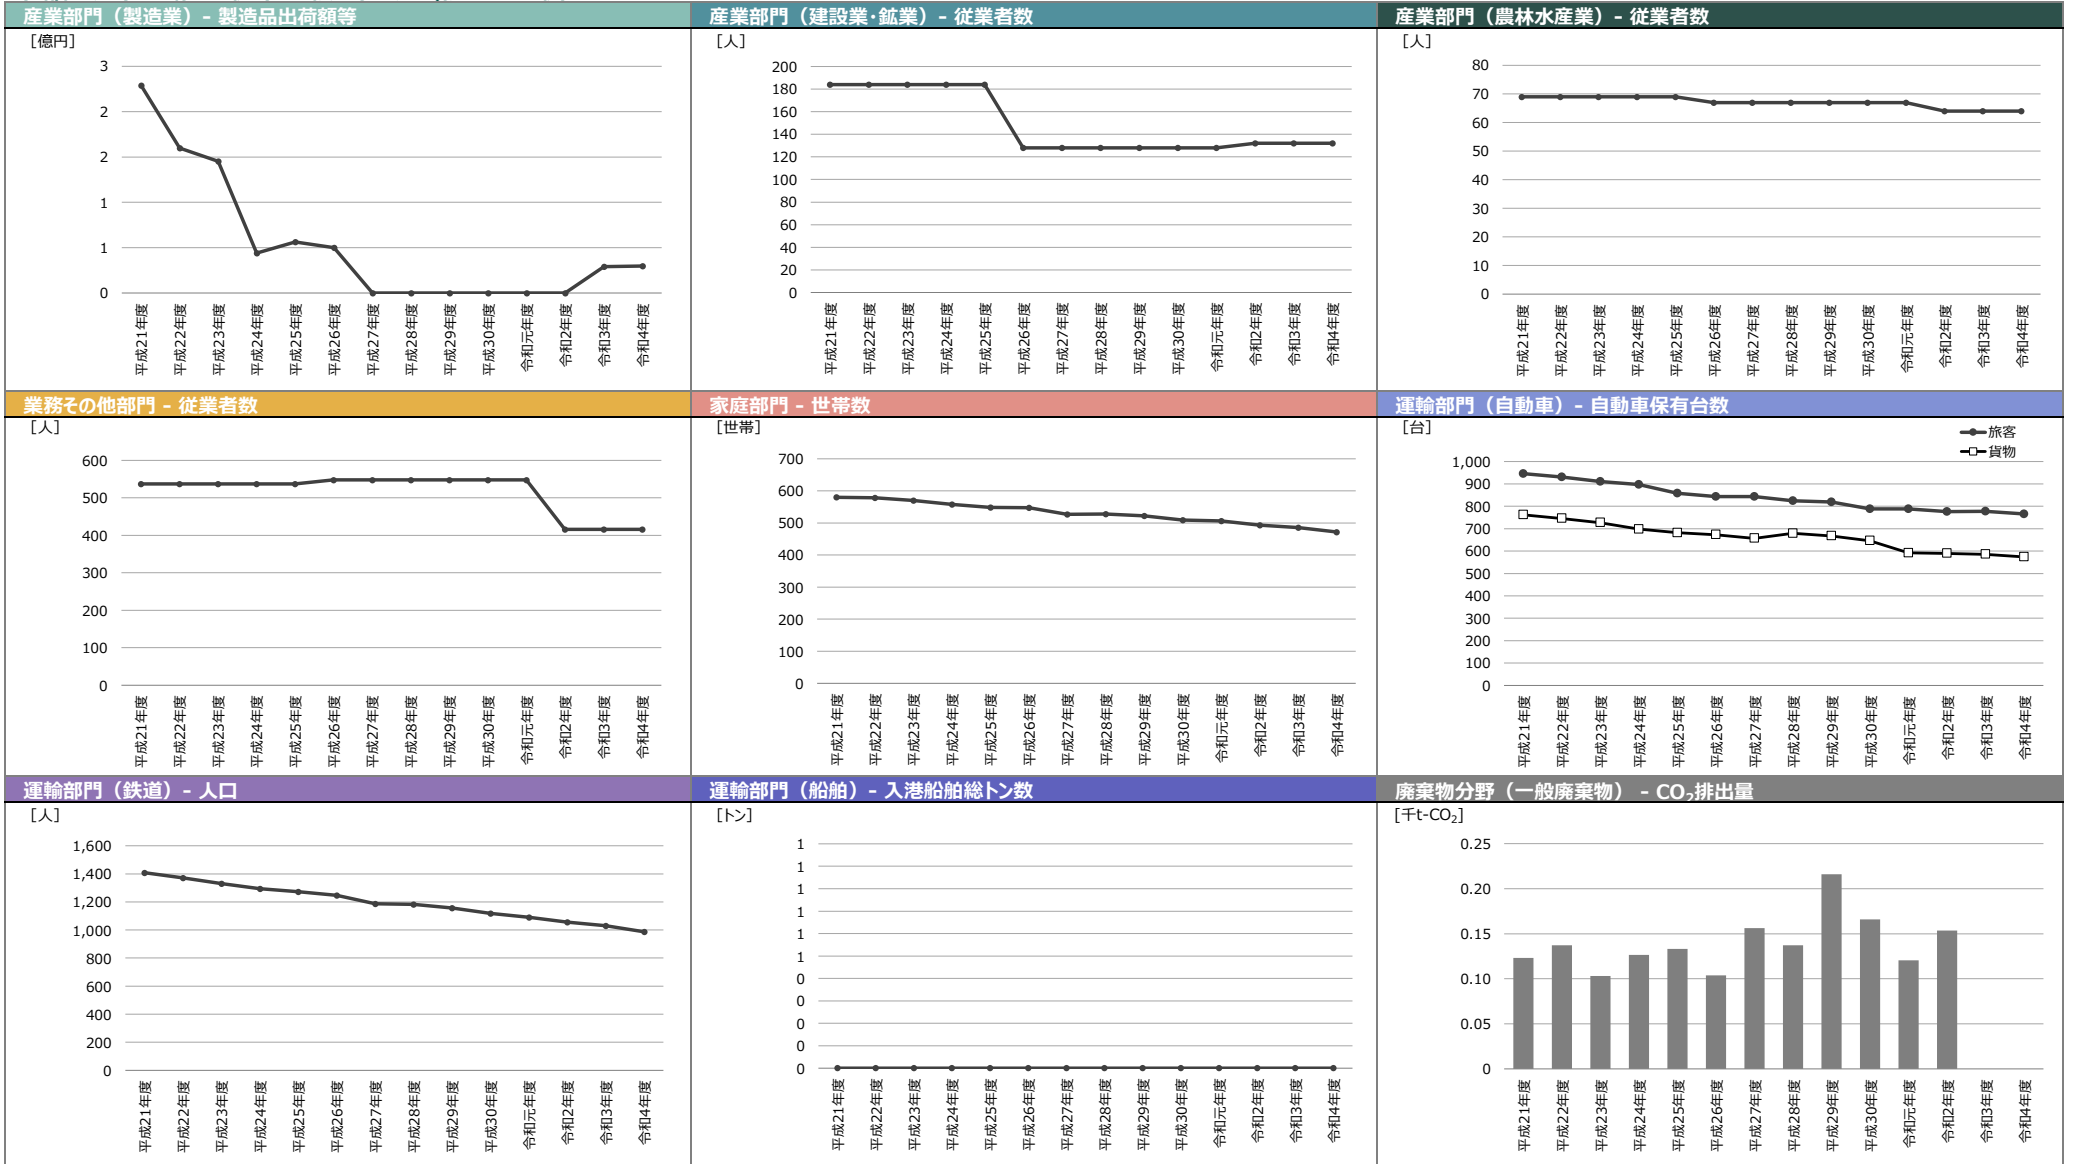 産業部門（製造業）- 製造品出荷額等
[億円]
3
2
2
1
1
0
平成21年度
平成22年度
平成23年度
平成24年度
平成25年度
平成26年度
平成27年度
平成28年度
平成29年度
平成30年度
令和元年度
令和2年度
令和3年度
令和4年度
産業部門（建設業･鉱業）- 従業者数
[人]
200
180
160
140
120
100
80
60
40
20
0
平成21年度
平成22年度
平成23年度
平成24年度
平成25年度
平成26年度
平成27年度
平成28年度
平成29年度
平成30年度
令和元年度
令和2年度
令和3年度
令和4年度
産業部門（農林水産業）- 従業者数
[人]
80
70
60
50
40
30
20
10
0
平成21年度
平成22年度
平成23年度
平成24年度
平成25年度
平成26年度
平成27年度
平成28年度
平成29年度
平成30年度
令和元年度
令和2年度
令和3年度
令和4年度
業務その他部門 - 従業者数
[人]
600
500
400
300
200
100
0
平成21年度
平成22年度
平成23年度
平成24年度
平成25年度
平成26年度
平成27年度
平成28年度
平成29年度
平成30年度
令和元年度
令和2年度
令和3年度
令和4年度
家庭部門 - 世帯数
[世帯]
700
600
500
400
300
200
100
0
平成21年度
平成22年度
平成23年度
平成24年度
平成25年度
平成26年度
平成27年度
平成28年度
平成29年度
平成30年度
令和元年度
令和2年度
令和3年度
令和4年度
運輸部門（自動車）- 自動車保有台数
[台]
旅客
貨物
1,000
900
800
700
600
500
400
300
200
100
0
平成21年度
平成22年度
平成23年度
平成24年度
平成25年度
平成26年度
平成27年度
平成28年度
平成29年度
平成30年度
令和元年度
令和2年度
令和3年度
令和4年度
運輸部門（鉄道）- 人口
[人]
1,600
1,400
1,200
1,000
800
600
400
200
0
平成21年度
平成22年度
平成23年度
平成24年度
平成25年度
平成26年度
平成27年度
平成28年度
平成29年度
平成30年度
令和元年度
令和2年度
令和3年度
令和4年度
運輸部門（船舶）- 入港船舶総トン数
[トン]
1
1
1
1
1
1
0
0
0
0
0
平成21年度
平成22年度
平成23年度
平成24年度
平成25年度
平成26年度
平成27年度
平成28年度
平成29年度
平成30年度
令和元年度
令和2年度
令和3年度
令和4年度
廃棄物分野（一般廃棄物） - CO₂排出量
[千t-CO₂]
0.25
0.20
0.15
0.10
0.05
0
平成21年度
平成22年度
平成23年度
平成24年度
平成25年度
平成26年度
平成27年度
平成28年度
平成29年度
平成30年度
令和元年度
令和2年度
令和3年度
令和4年度